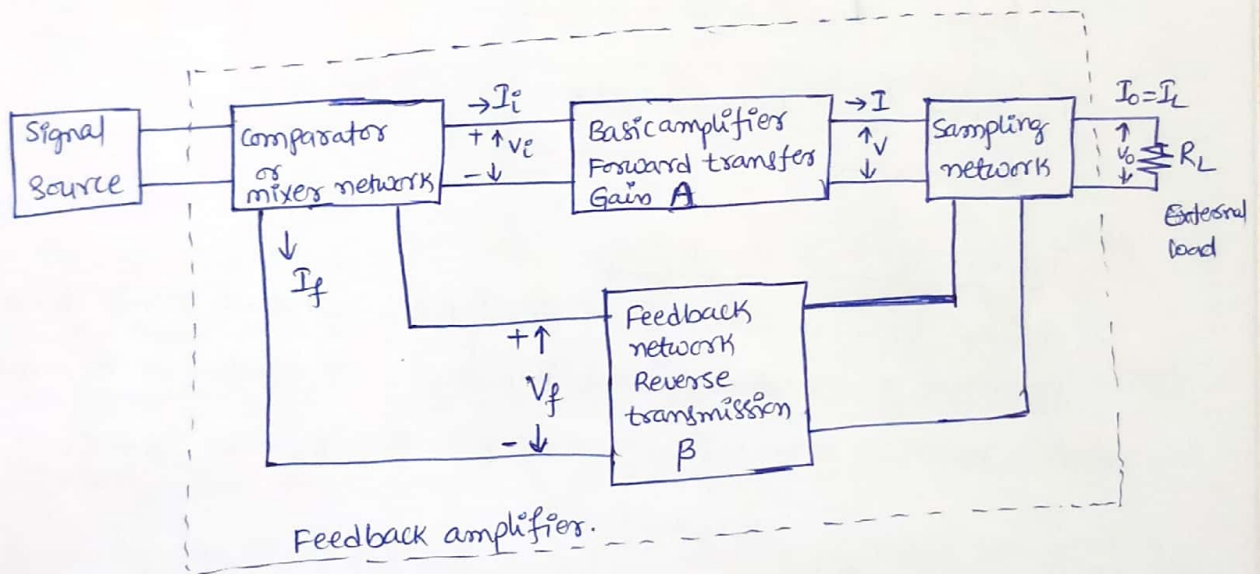 Signal
Source
Comparator
or
mixer network
→Ii
+ ↑ Vi
- ↓
Basic amplifier
Forward transfer
Gain A
→I
↑
V
↓
Sampling
network
Io = IL
↑
Vo
↓
RL
External
load
↓
If
+ ↑
Vf
- ↓
Feedback
network
Reverse
transmission
β
Feedback amplifier.